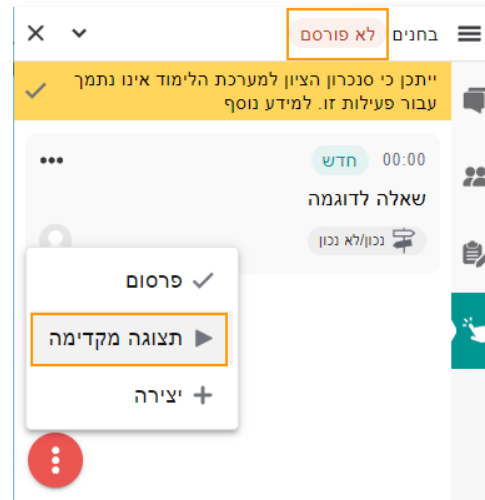 בחנים לא פורסם
ייתכן כי סנכרון הציון למערכת הלימוד אינו נתמך
עבור פעילות זו. למידע נוסף
00:00 חדש
שאלה לדוגמה
נכון/לא נכון
פרסום
תצוגה מקדימה
יצירה